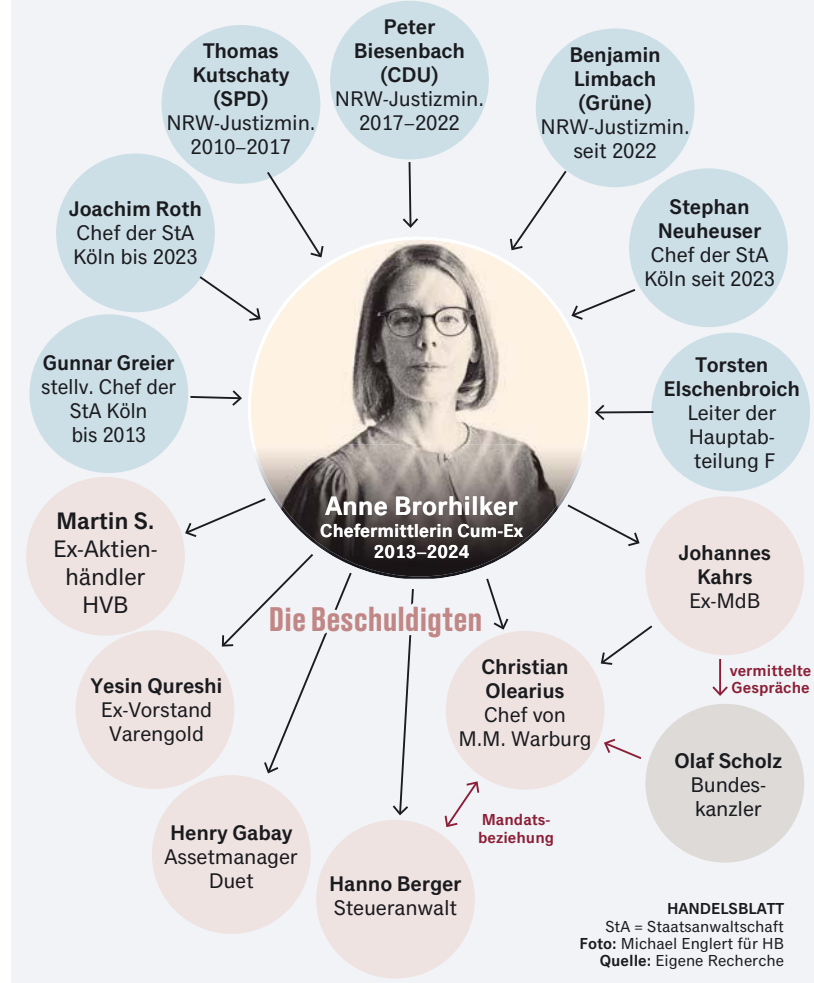 Peter
Biesenbach
(CDU)
NRW-Justizmin.
2017–2022
Thomas
Kutschaty
(SPD)
NRW-Justizmin.
2010–2017
Benjamin
Limbach
(Grüne)
NRW-Justizmin.
seit 2022
Joachim Roth
Chef der StA
Köln bis 2023
Stephan
Neuheuser
Chef der StA
Köln seit 2023
Gunnar Greier
stellv. Chef der
StA Köln
bis 2013
Torsten
Elschenbroich
Leiter der
Hauptab-
teilung F
Anne Brorhilker
Chefermittlerin Cum-Ex
2013–2024
Martin S.
Ex-Aktien-
händler
HVB
Johannes
Kahrs
Ex-MdB
Die Beschuldigten
Yesin Qureshi
Ex-Vorstand
Varengold
Christian
Olearius
Chef von
M.M. Warburg
vermittelte
Gespräche
Olaf Scholz
Bundes-
kanzler
Henry Gabay
Assetmanager
Duet
Mandats-
beziehung
Hanno Berger
Steueranwalt
HANDELSBLATT
StA = Staatsanwaltschaft
Foto: Michael Englert für HB
Quelle: Eigene Recherche